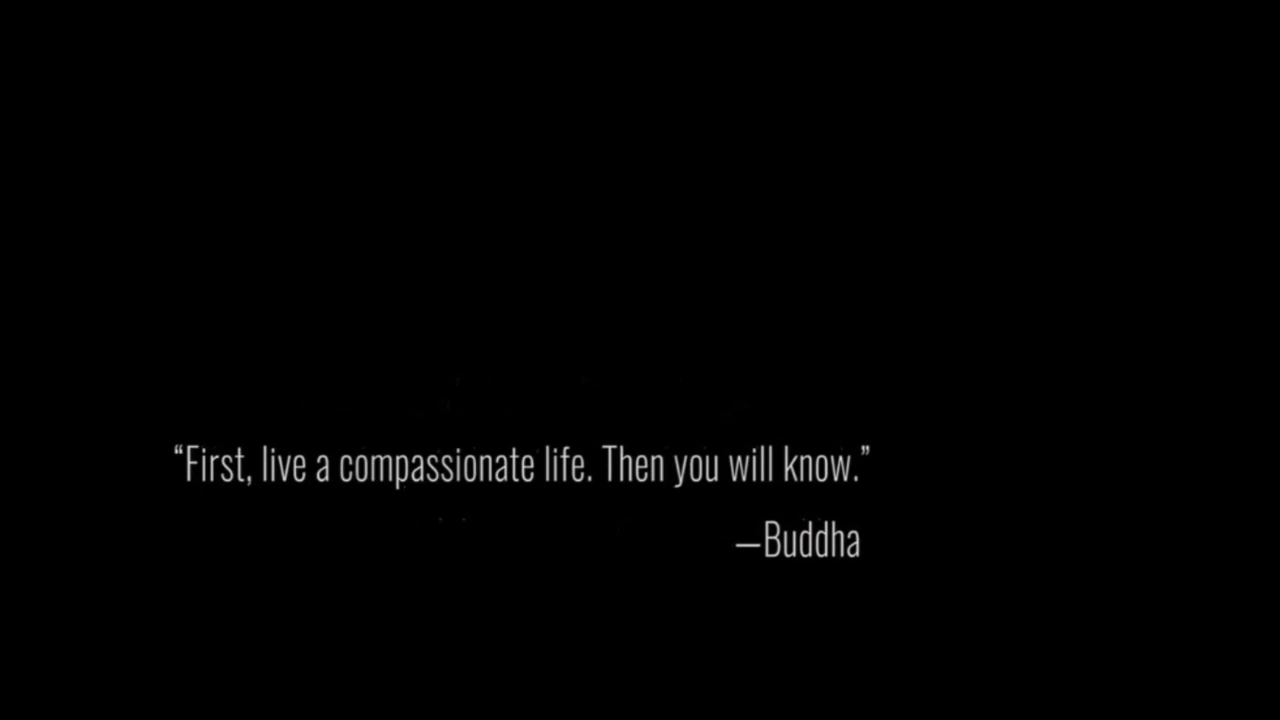 “First, live a compassionate life. Then you will know.”
—Buddha